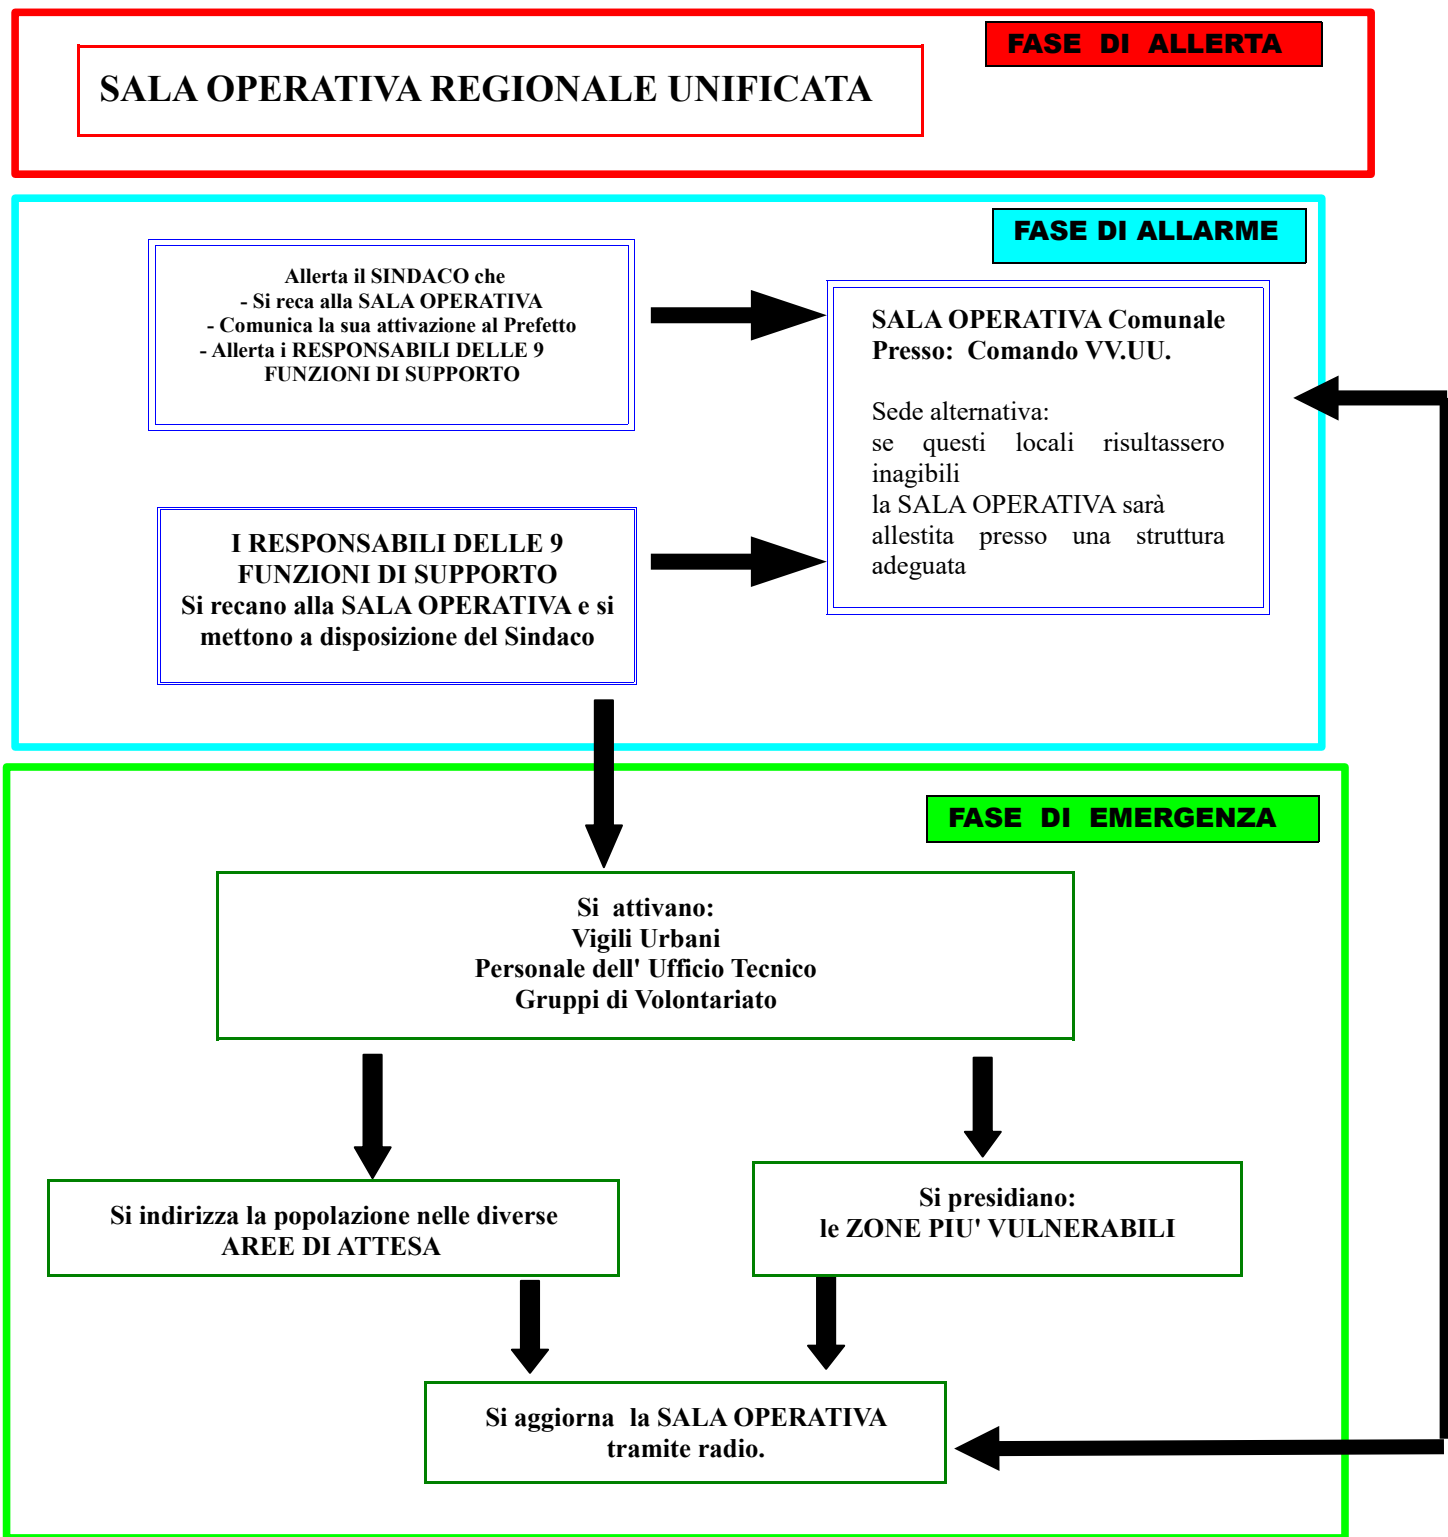 FASE DI ALLERTA
SALA OPERATIVA REGIONALE UNIFICATA
FASE DI ALLARME
Allerta il SINDACO che
- Si reca alla SALA OPERATIVA
- Comunica la sua attivazione al Prefetto
- Allerta i RESPONSABILI DELLE 9
FUNZIONI DI SUPPORTO
SALA OPERATIVA Comunale
Presso: Comando VV.UU.
Sede alternativa:
se questi locali risultassero
inagibili
la SALA OPERATIVA sarà
allestita presso una struttura
adeguata
I RESPONSABILI DELLE 9
FUNZIONI DI SUPPORTO
Si recano alla SALA OPERATIVA e si
mettono a disposizione del Sindaco
FASE DI EMERGENZA
Si attivano:
Vigili Urbani
Personale dell' Ufficio Tecnico
Gruppi di Volontariato
Si indirizza la popolazione nelle diverse
AREE DI ATTESA
Si presidiano:
le ZONE PIU' VULNERABILI
Si aggiorna la SALA OPERATIVA
tramite radio.